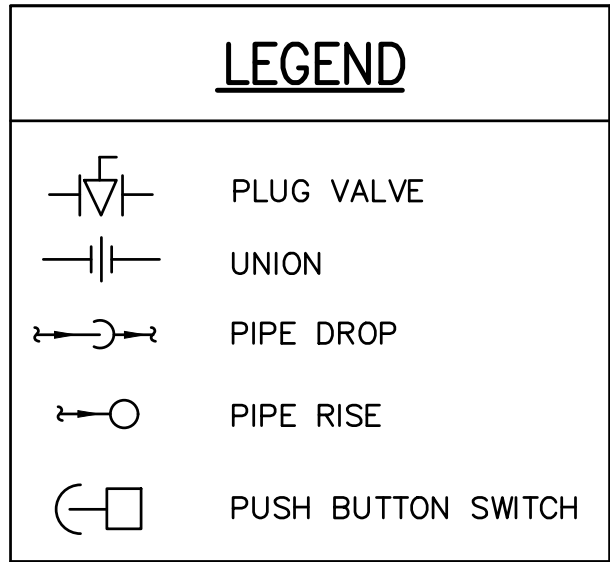 LEGEND
PLUG VALVE
UNION
PIPE DROP
PIPE RISE
PUSH BUTTON SWITCH